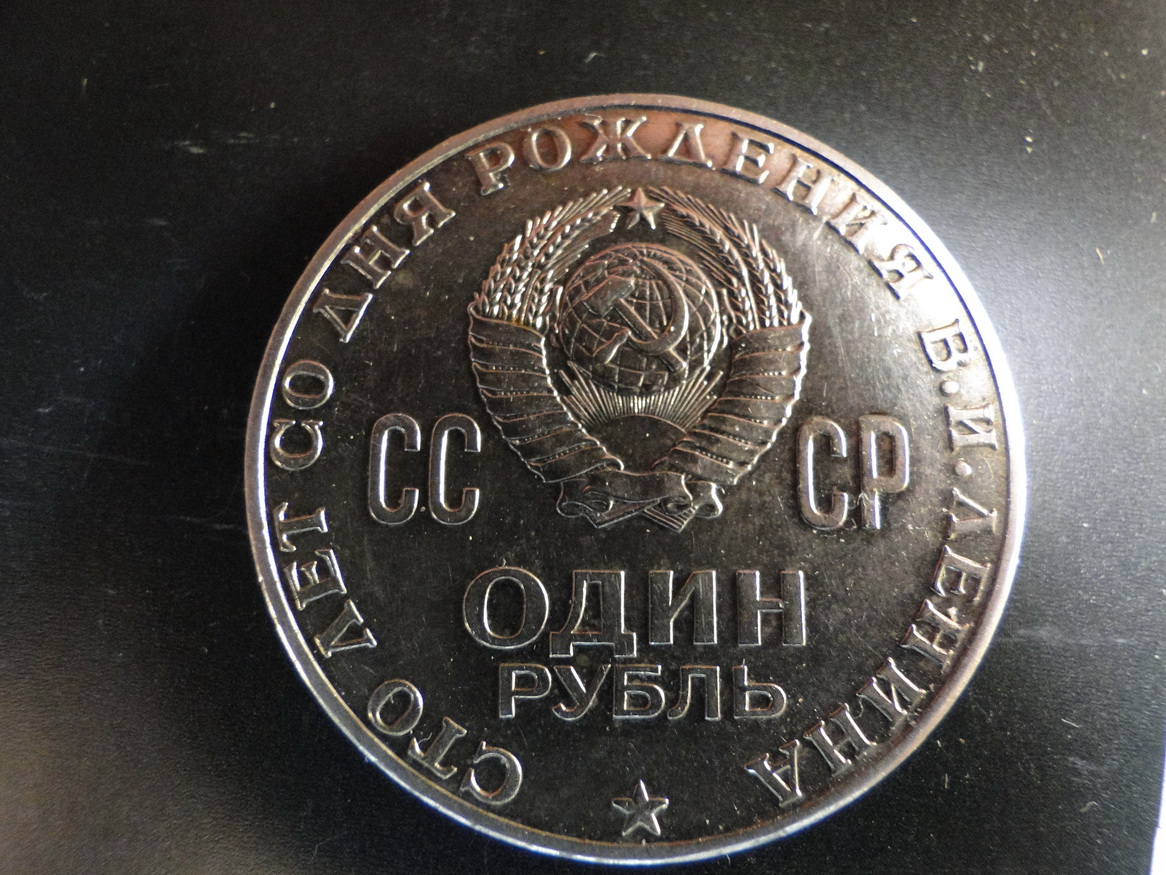 СТО ЛЕТ СО ДНЯ РОЖДЕНИЯ В.И.ЛЕНИНА
СС СР
ОДИН
РУБЛЬ